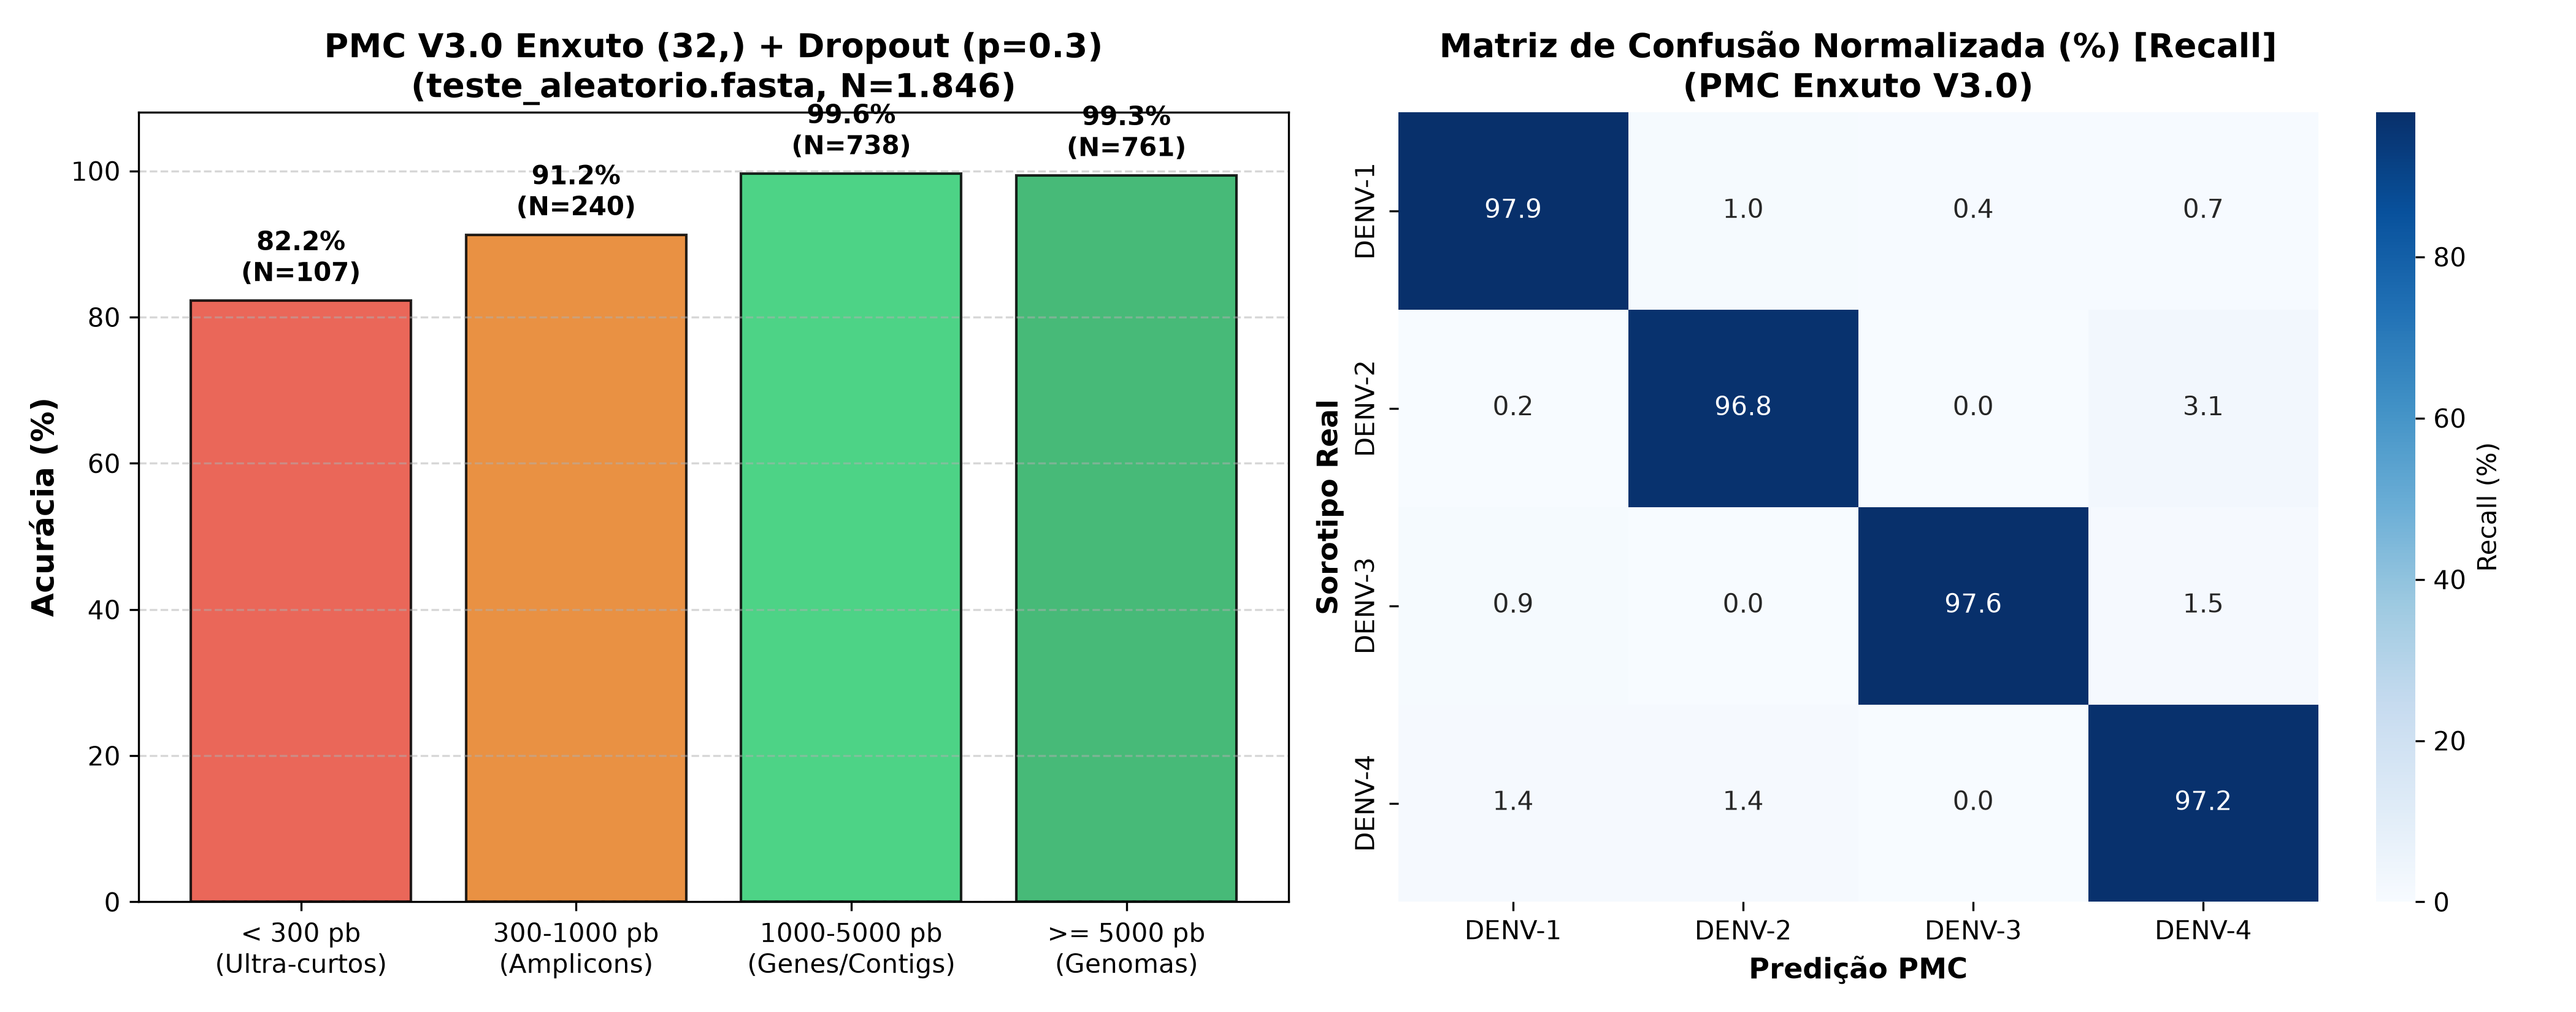 PMC V3.0 Enxuto (32,) + Dropout (p=0.3)
(teste_aleatorio.fasta, N=1.846)
Acurácia (%)
100
80
60
40
20
0
82.2%
(N=107)
91.2%
(N=240)
99.6%
(N=738)
99.3%
(N=761)
< 300 pb
(Ultra-curtos)
300-1000 pb
(Amplicons)
1000-5000 pb
(Genes/Contigs)
>= 5000 pb
(Genomas)
Matriz de Confusão Normalizada (%) [Recall]
(PMC Enxuto V3.0)
Sorotipo Real
DENV-1
97.9 1.0 0.4 0.7
DENV-2
0.2 96.8 0.0 3.1
DENV-3
0.9 0.0 97.6 1.5
DENV-4
1.4 1.4 0.0 97.2
DENV-1 DENV-2 DENV-3 DENV-4
Predição PMC
80
60
40
20
0
Recall (%)